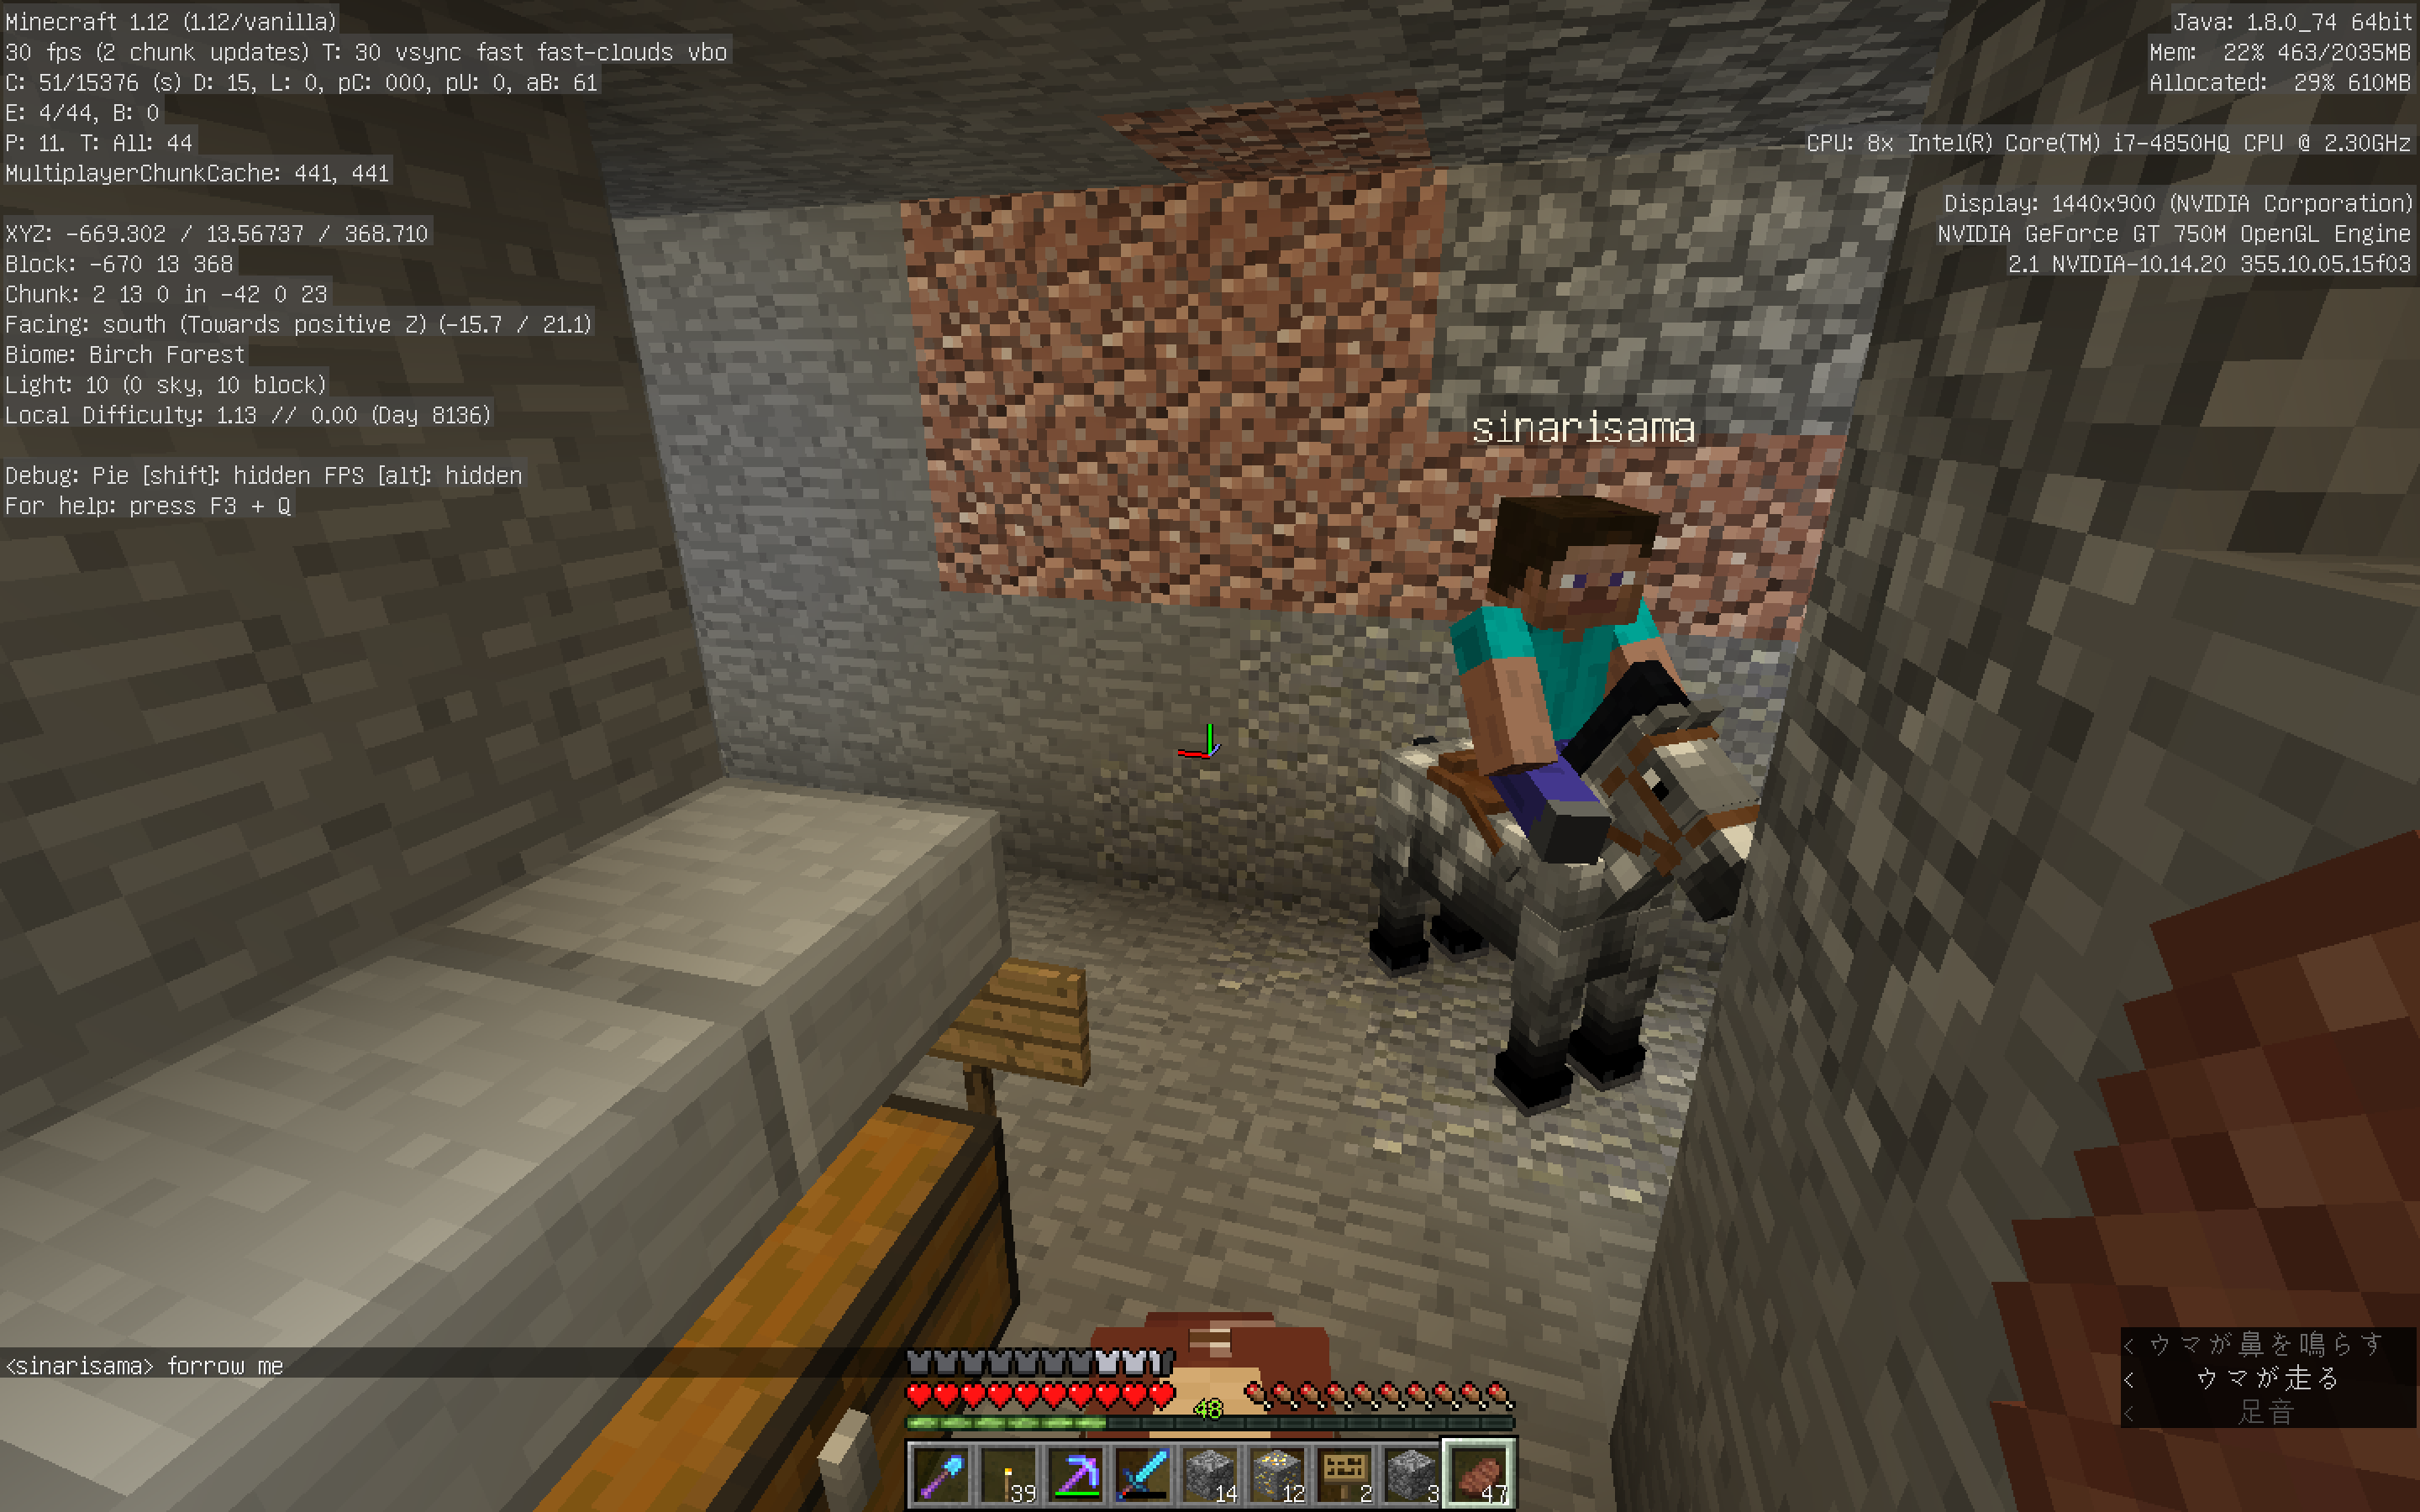 Minecraft 1.12 (1.12/vanilla)
30 fps (2 chunk updates) T: 30 vsync fast fast-clouds vbo
C: 51/15376 (s) D: 15, L: 0, pC: 000, pU: 0, aB: 61
E: 4/44, B: 0
P: 11. T: All: 44
MultiplayerChunkCache: 441, 441
XYZ: -669.302 / 13.56737 / 368.710
Block: -670 13 368
Chunk: 2 13 0 in -42 0 23
Facing: south (Towards positive Z) (-15.7 / 21.1)
Biome: Birch Forest
Light: 10 (0 sky, 10 block)
Local Difficulty: 1.13 // 0.00 (Day 8136)
Debug: Pie [shift]: hidden FPS [alt]: hidden
For help: press F3 + Q
Java: 1.8.0_74 64bit
Mem: 22% 463/2035MB
Allocated: 29% 610MB
CPU: 8x Intel(R) Core(TM) i7-4850HQ CPU @ 2.30GHz
Display: 1440x900 (NVIDIA Corporation)
NVIDIA GeForce GT 750M OpenGL Engine
2.1 NVIDIA-10.14.20 355.10.05.15f03
sinarisama
<sinarisama> forrow me
< ウマが鼻を鳴らす
< ウマが走る
< 足音
48
39 14 12 2 3 47